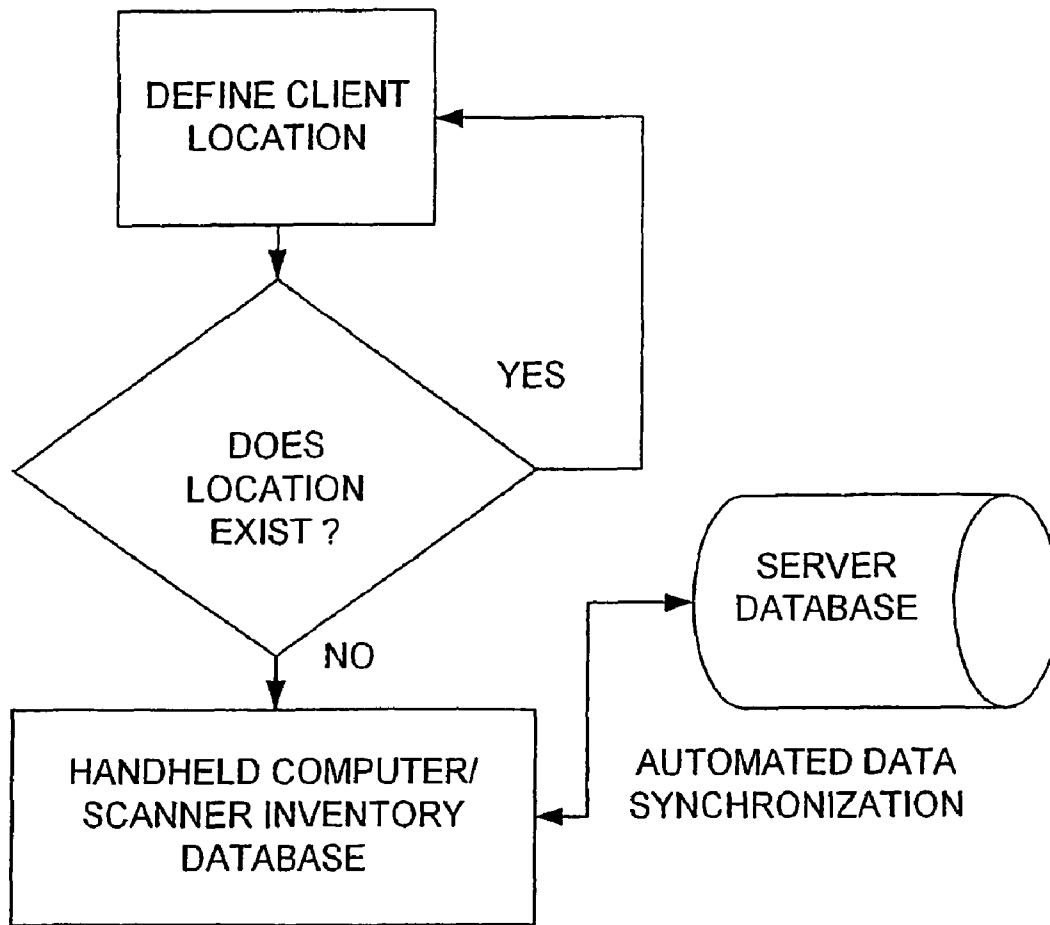 DEFINE CLIENT
LOCATION
YES
DOES
LOCATION
EXIST ?
NO
SERVER
DATABASE
HANDHELD COMPUTER/
SCANNER INVENTORY
DATABASE
AUTOMATED DATA
SYNCHRONIZATION